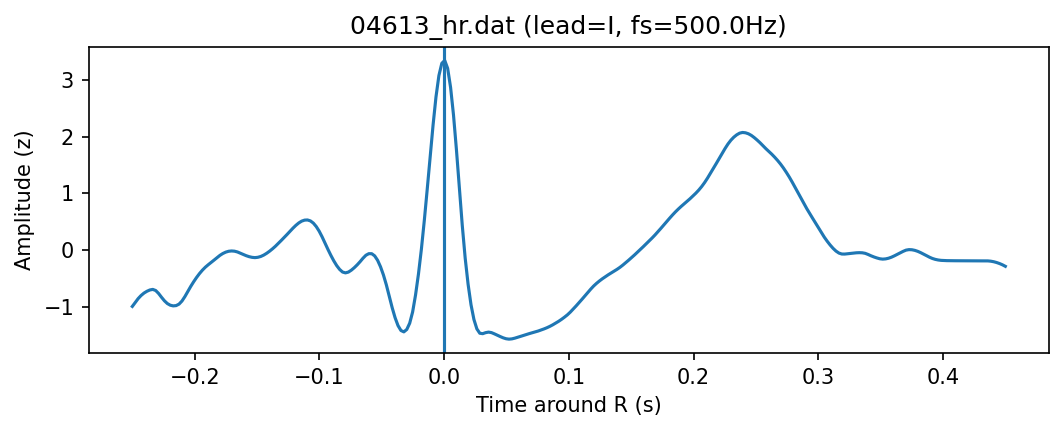 04613_hr.dat (lead=I, fs=500.0Hz)
Amplitude (z)
3
2
1
0
−1
−0.2 −0.1 0.0 0.1 0.2 0.3 0.4
Time around R (s)